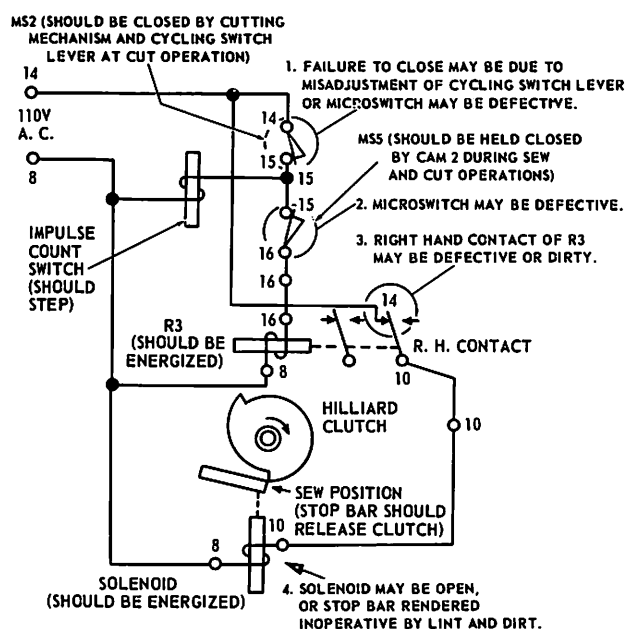 MS2 (SHOULD BE CLOSED BY CUTTING
MECHANISM AND CYCLING SWITCH
LEVER AT CUT OPERATION)
14
110V
A. C.
8
1. FAILURE TO CLOSE MAY BE DUE TO
MISADJUSTMENT OF CYCLING SWITCH LEVER
OR MICROSWITCH MAY BE DEFECTIVE.
14
15
15
MS5 (SHOULD BE HELD CLOSED
BY CAM 2 DURING SEW
AND CUT OPERATIONS)
15
2. MICROSWITCH MAY BE DEFECTIVE.
16
16
16
IMPULSE
COUNT
SWITCH
(SHOULD
STEP)
3. RIGHT HAND CONTACT OF R3
MAY BE DEFECTIVE OR DIRTY.
14
R3
(SHOULD BE
ENERGIZED)
8
R. H. CONTACT
10
10
HILLIARD
CLUTCH
SEW POSITION
(STOP BAR SHOULD
RELEASE CLUTCH)
10
8
SOLENOID
(SHOULD BE ENERGIZED)
4. SOLENOID MAY BE OPEN,
OR STOP BAR RENDERED
INOPERATIVE BY LINT AND DIRT.